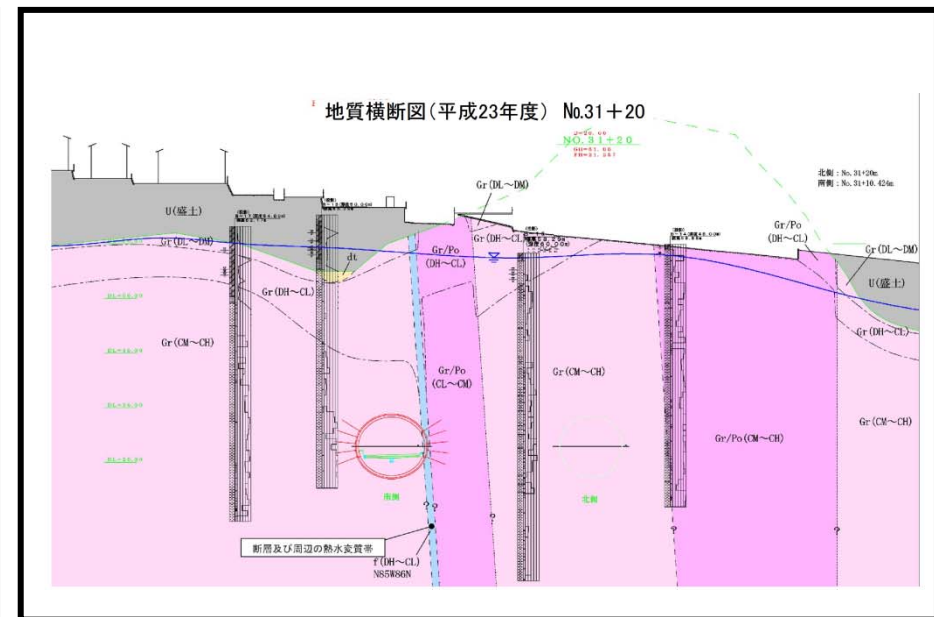 地質横断図(平成23年度) №31+20
NO.31+20
北側：No.31+20m
南側：No.31+10.424m
Gr(DL～DM)
U(盛土)
Gr(DL～DM)
dt
Gr/Po
(DH～CL)
Gr(DH～CL)
Gr/Po
(DH～CL)
Gr(DL～DM)
U(盛土)
Gr(DH～CL)
Gr(DH～CL)
Gr(CM～CH)
Gr/Po
(CL～CM)
Gr(CM～CH)
Gr/Po(CM～CH)
Gr(CM～CH)
南側
北側
?
?
?
?
?
断層及び周辺の熱水変質帯
f(DH～CL)
N85W86N